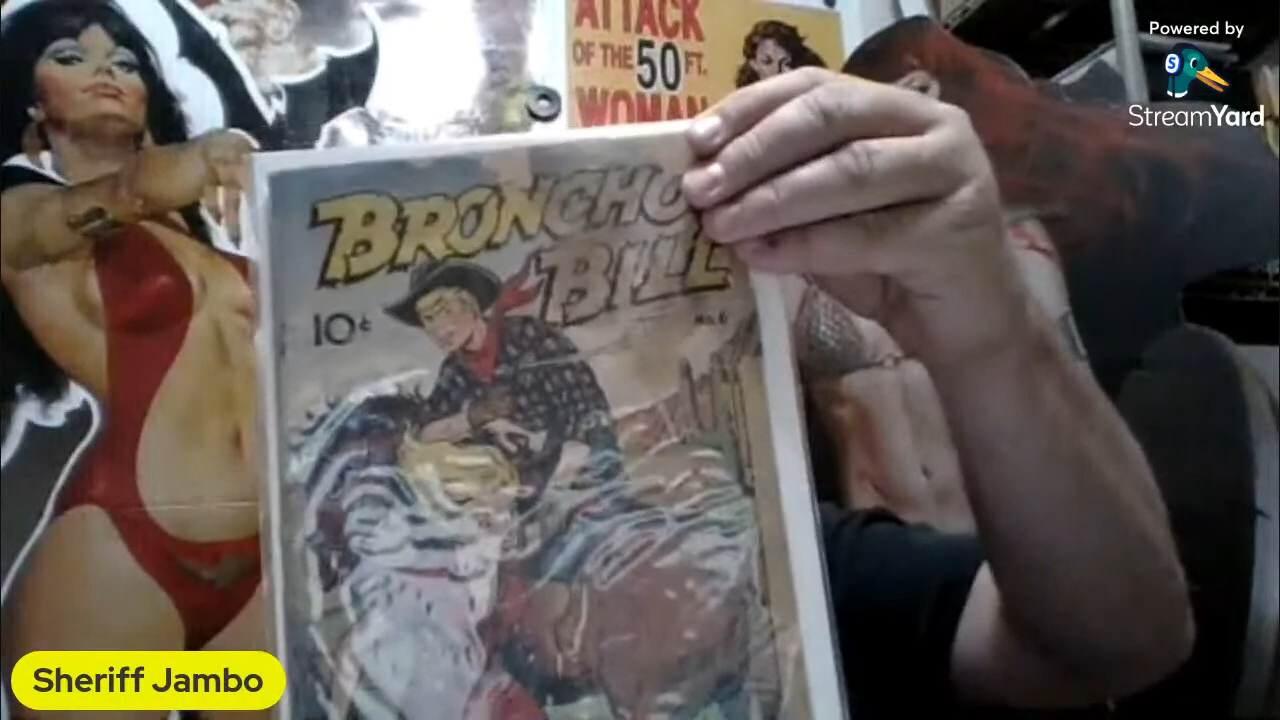 ATTACK
OF THE 50 FT.
WOMAN
Powered by
StreamYard
BRONCHO
BILL
10¢
No. 6
Sheriff Jambo